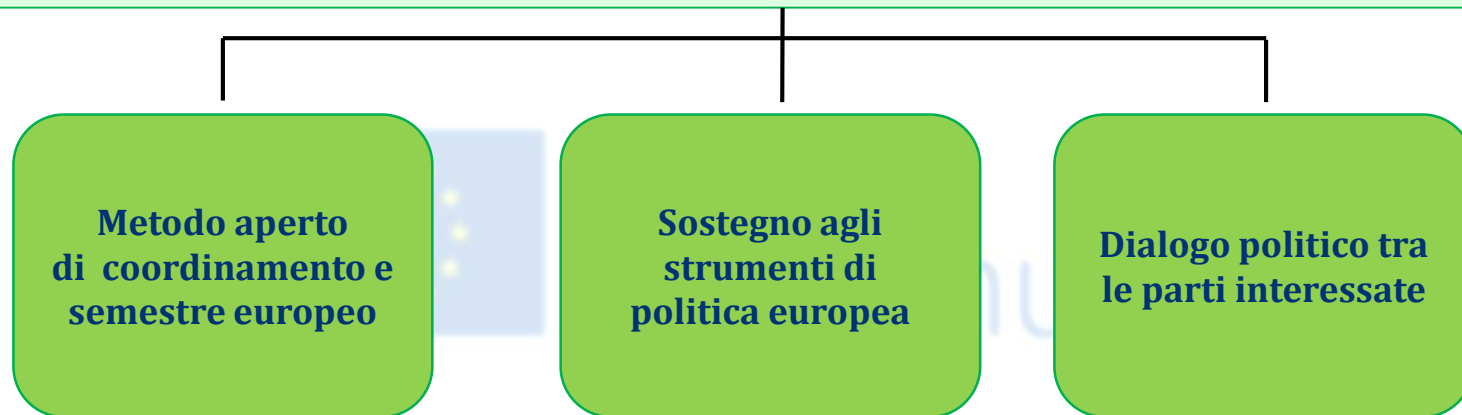 Metodo aperto
di coordinamento e
semestre europeo
Sostegno agli
strumenti di
politica europea
Dialogo politico tra
le parti interessate